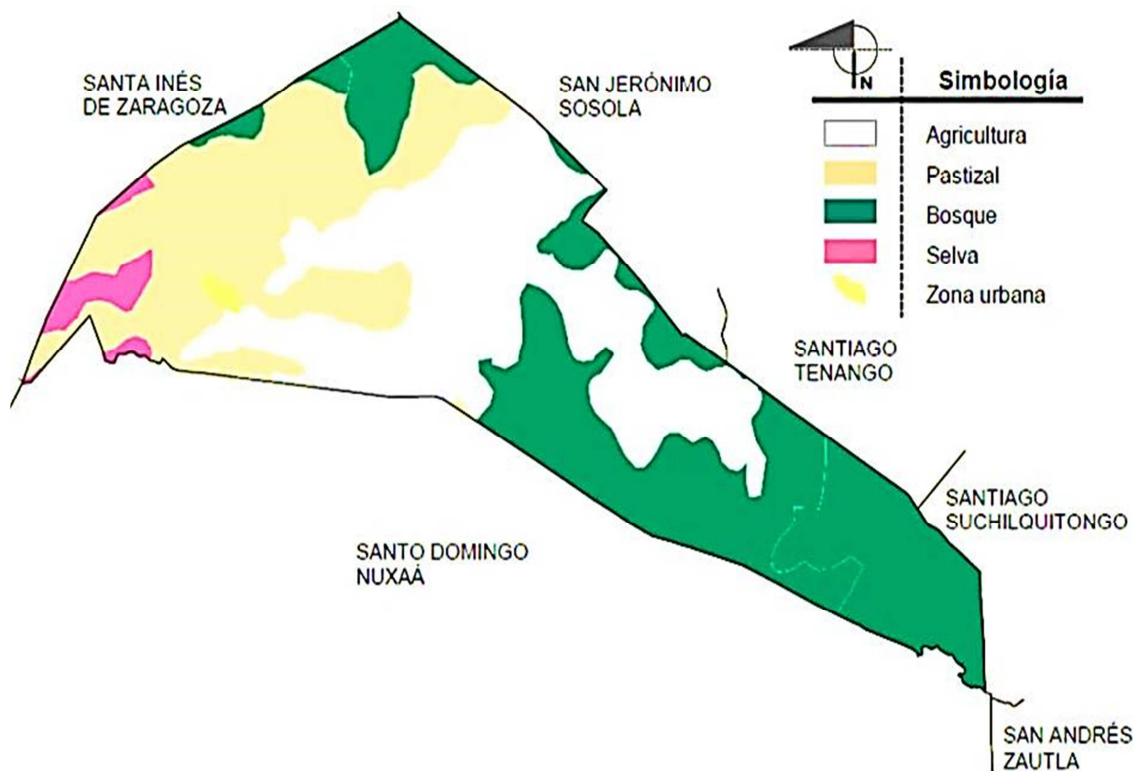 SANTA INÉS
DE ZARAGOZA
SAN JERÓNIMO
SOSOLA
N
Simbología
Agricultura
Pastizal
Bosque
Selva
Zona urbana
SANTIAGO
TENANGO
SANTIAGO
SUCHILQUITONGO
SANTO DOMINGO
NUXAÁ
SAN ANDRÉS
ZAUTLA